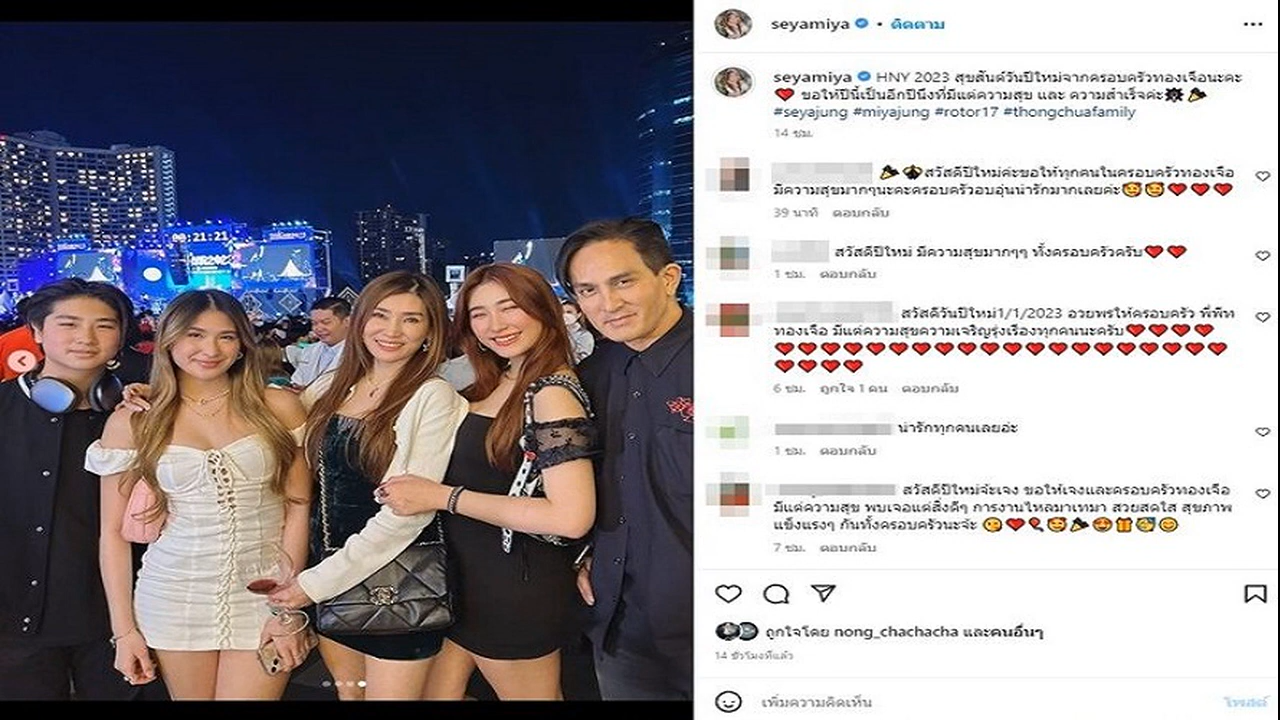 00:21:21
seyamiya • ติดตาม
seyamiya HNY 2023 สุขสันต์วันปีใหม่จากครอบครัวทองเจือนะคะ
❤️ ขอให้ปีนี้เป็นอีกปีนึงที่มีแต่ความสุข และ ความสำเร็จค่ะ🎆🎉
#seyajung #miyajung #rotor17 #thongchuafamily
14 ชม.
สวัสดีปีใหม่ค่ะขอให้ทุกคนในครอบครัวทองเจือ
มีความสุขมากๆนะคะครอบครัวอบอุ่นน่ารักมากเลยค่ะ🥰🥰❤️❤️❤️
39 นาที ตอบกลับ
สวัสดีปีใหม่ มีความสุขมากๆๆ ทั้งครอบครัวครับ❤️❤️
1 ชม. ตอบกลับ
สวัสดีวันปีใหม่1/1/2023 อวยพรให้ครอบครัว พี่พีท
ทองเจือ มีแต่ความสุขความเจริญรุ่งเรืองทุกคนนะครับ❤️❤️❤️❤️
❤️❤️❤️❤️❤️❤️❤️❤️❤️❤️❤️❤️❤️❤️❤️❤️❤️❤️❤️❤️
❤️❤️❤️❤️
6 ชม. ถูกใจ 1 คน ตอบกลับ
น่ารักทุกคนเลยอ่ะ
1 ชม. ตอบกลับ
สวัสดีปีใหม่จ้ะเจง ขอให้เจงและครอบครัวทองเจือ
มีแต่ความสุข พบเจอแต่สิ่งดีๆ การงานไหลมาเทมา สวยสดใส สุขภาพ
แข็งแรงๆ กันทั้งครอบครัวนะจ้ะ
7 ชม. ตอบกลับ
ถูกใจโดย nong_chachacha และคนอื่นๆ
14 ชั่วโมงที่แล้ว
เพิ่มความคิดเห็น
โพสต์